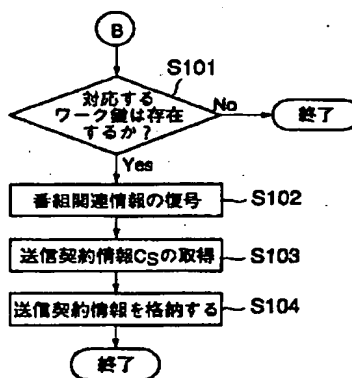 B
S101
対応する
ワーク鍵は存在
するか?
No
終了
Yes
番組関連情報の復号
S102
送信契約情報CSの取得
S103
送信契約情報を格納する
S104
終了